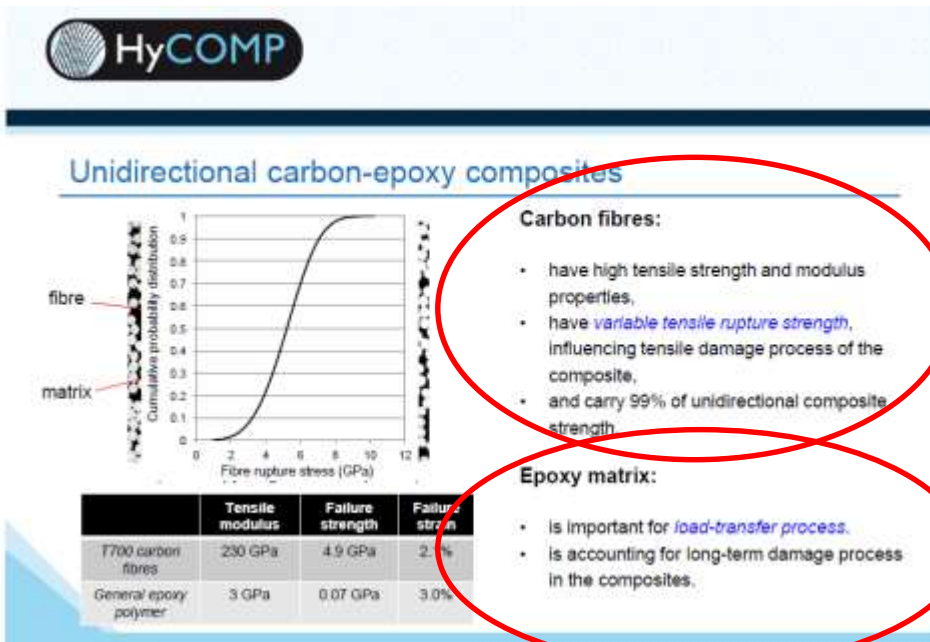 HyCOMP
Unidirectional carbon-epoxy composites
fibre
matrix
Cumulative probability distribution
1
0.9
0.8
0.7
0.6
0.5
0.4
0.3
0.2
0.1
0
0 2 4 6 8 10 12
Fibre rupture stress (GPa)
Tensile modulus Failure strength Failure strain
T700 carbon fibres 230 GPa 4.9 GPa
General epoxy polymer 3 GPa 0.07 GPa 3.0%
Carbon fibres:
• have high tensile strength and modulus
properties,
• have variable tensile rupture strength,
influencing tensile damage process of the
composite,
• and carry 99% of unidirectional composite
strength.
Epoxy matrix:
• is important for load-transfer process.
• is accounting for long-term damage process
in the composites.